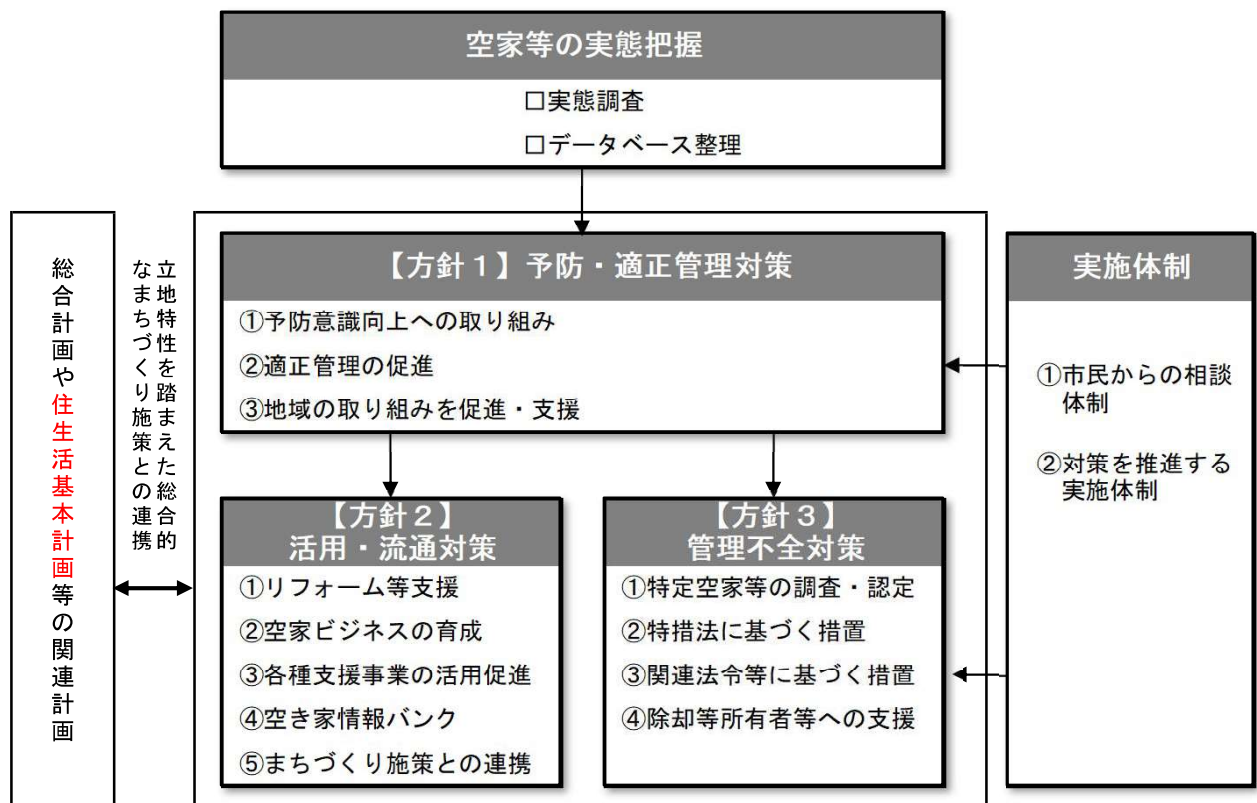 空家等の実態把握
□実態調査
□データベース整理
総合計画や住生活基本計画等の関連計画
立地特性を踏まえた総合的
なまちづくり施策との連携
【方針１】予防・適正管理対策
①予防意識向上への取り組み
②適正管理の促進
③地域の取り組みを促進・支援
【方針２】
活用・流通対策
①リフォーム等支援
②空家ビジネスの育成
③各種支援事業の活用促進
④空き家情報バンク
⑤まちづくり施策との連携
【方針３】
管理不全対策
①特定空家等の調査・認定
②特措法に基づく措置
③関連法令等に基づく措置
④除却等所有者等への支援
実施体制
①市民からの相談
体制
②対策を推進する
実施体制